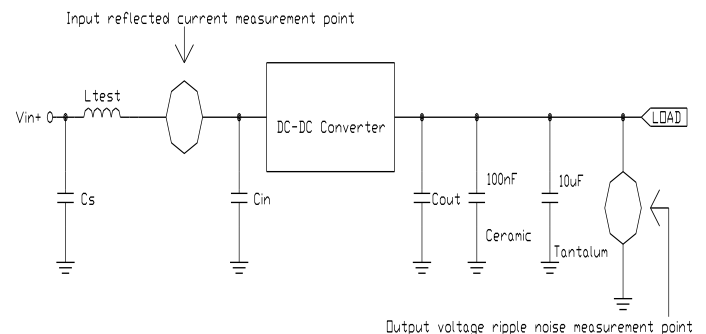 Input reflected current measurement point
Ltest
Vin+
DC-DC Converter
LOAD
Cs
Cin
Cout
100nF
10uF
Ceramic
Tantalum
Output voltage ripple noise measurement point